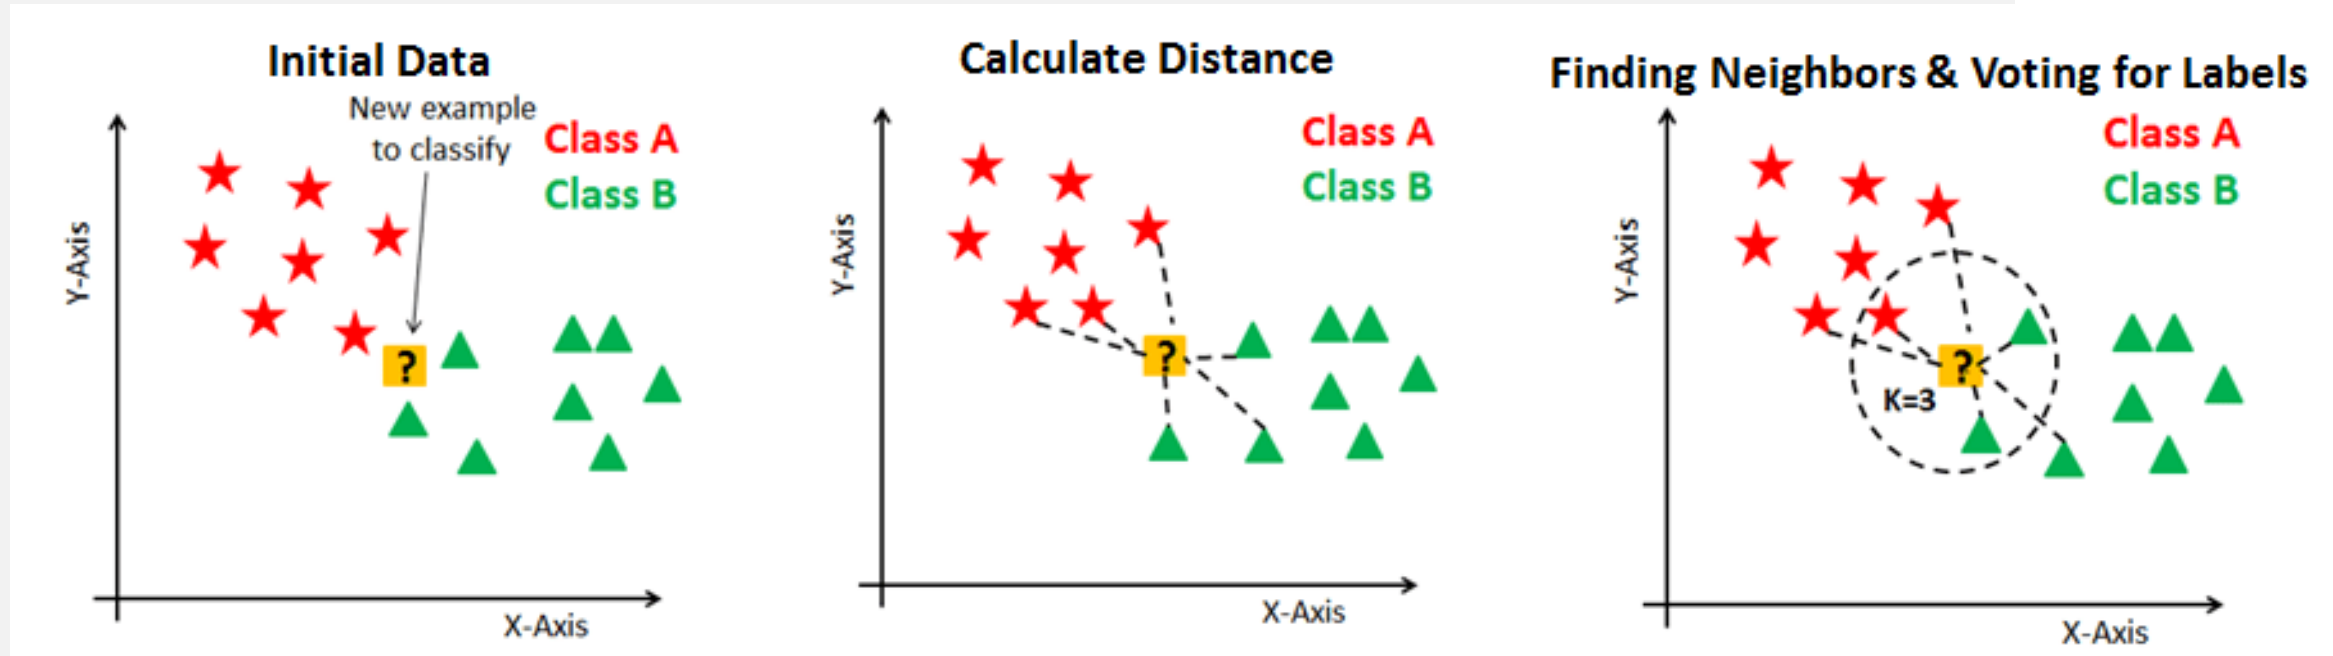 Initial Data
New example
to classify
Class A
Class B
Y-Axis
?
X-Axis
Calculate Distance
Class A
Class B
Y-Axis
?
X-Axis
Finding Neighbors & Voting for Labels
Class A
Class B
Y-Axis
?
K=3
X-Axis